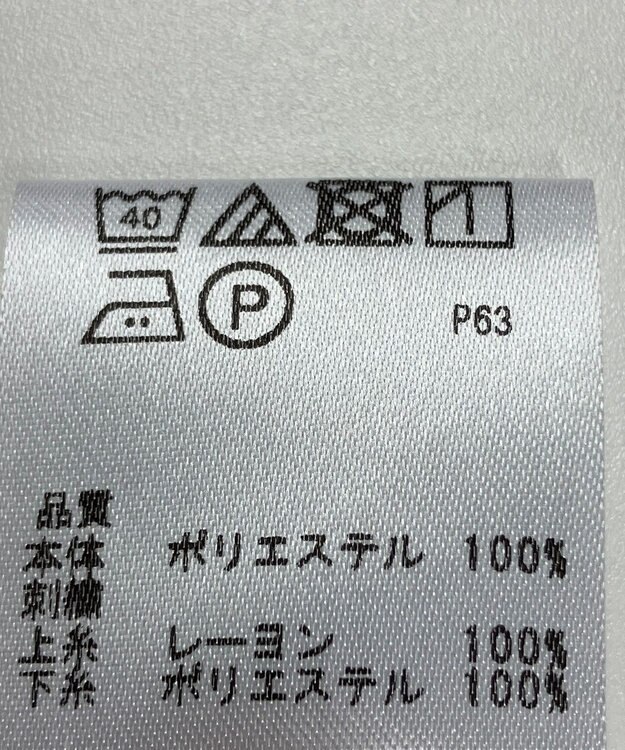 40
P P63
品質
本体 ポリエステル 100%
刺繍
上糸 レーヨン 100%
下糸 ポリエステル 100%